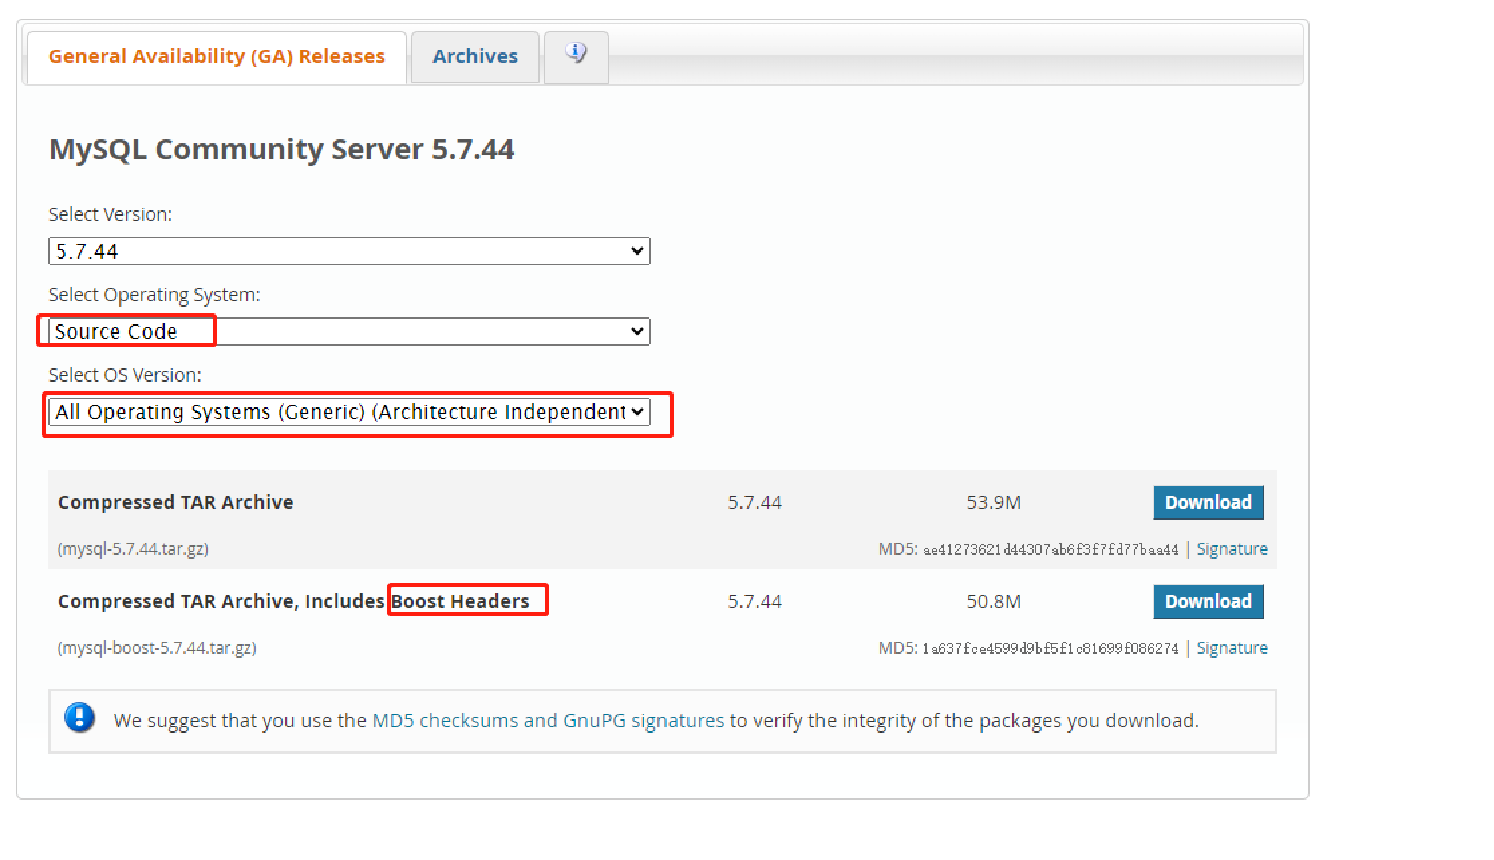 General Availability (GA) Releases
Archives
MySQL Community Server 5.7.44
Select Version:
5.7.44
Select Operating System:
Source Code
Select OS Version:
All Operating Systems (Generic) (Architecture Independent
Compressed TAR Archive 5.7.44 53.9M Download
(mysql-5.7.44.tar.gz) MD5: ae41273621d44307ab6f3f7fd77baa44 | Signature
Compressed TAR Archive, Includes Boost Headers 5.7.44 50.8M Download
(mysql-boost-5.7.44.tar.gz) MD5: 1a637fce4599d9bf5f1c81699f086274 | Signature
We suggest that you use the MD5 checksums and GnuPG signatures to verify the integrity of the packages you download.